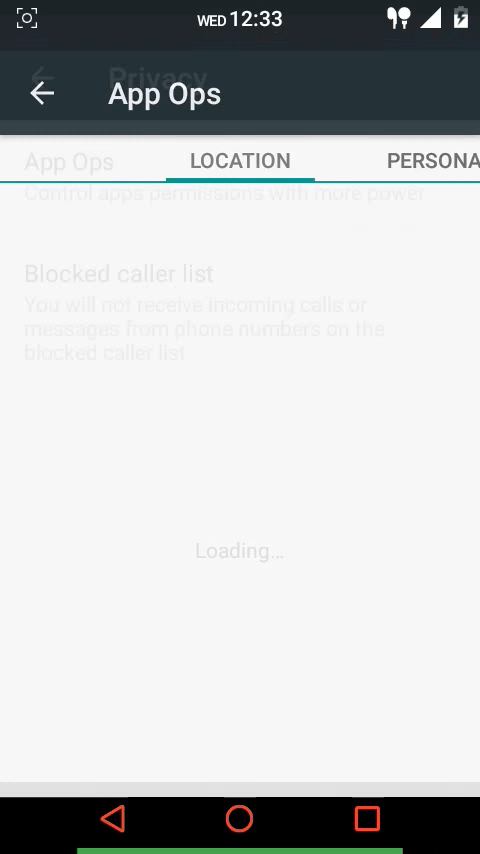 WED 12:33
Privacy
App Ops
App Ops
LOCATION
PERSONA
Control apps permissions with more power
Blocked caller list
You will not receive incoming calls or
messages from phone numbers on the
blocked caller list
Loading...